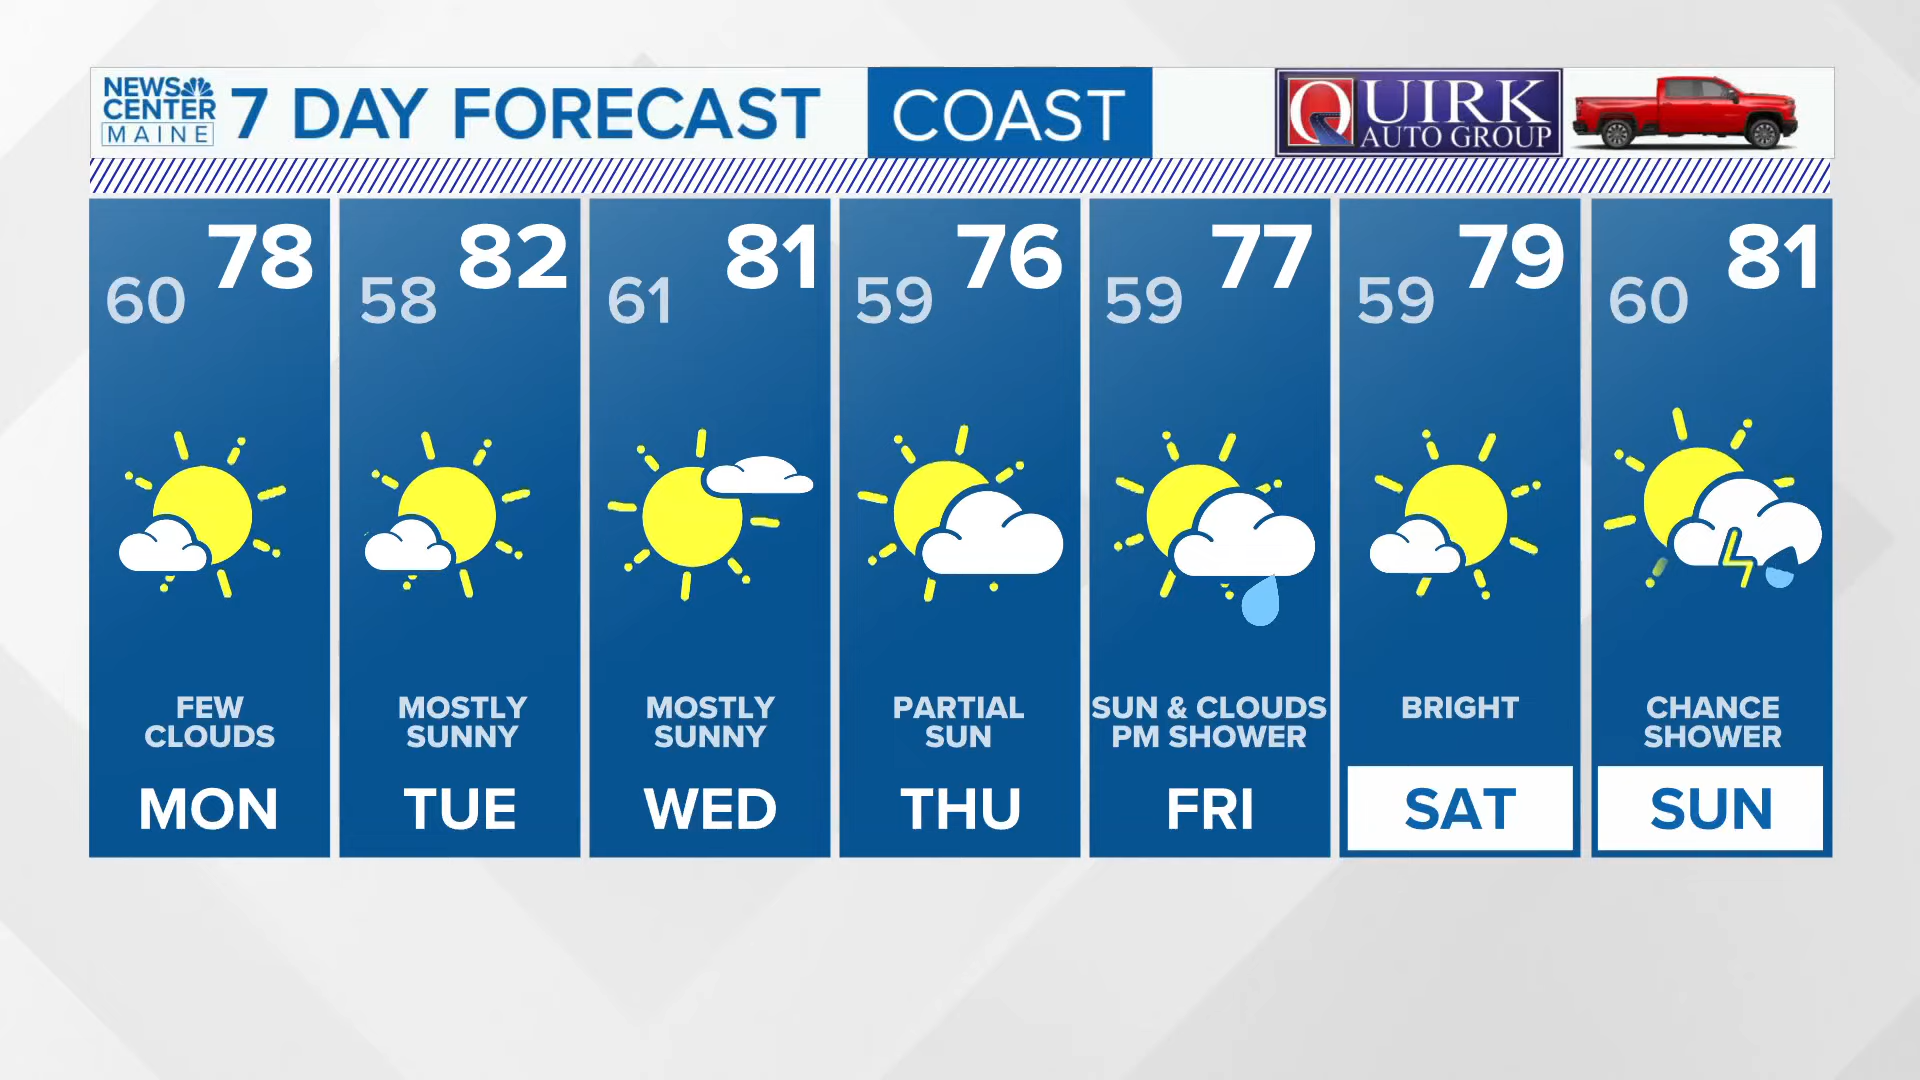 NEWS
CENTER
MAINE
7 DAY FORECAST
COAST
QUIRK
AUTO GROUP
60 78
FEW
CLOUDS
MON
58 82
MOSTLY
SUNNY
TUE
61 81
MOSTLY
SUNNY
WED
59 76
PARTIAL
SUN
THU
59 77
SUN & CLOUDS
PM SHOWER
FRI
59 79
BRIGHT
SAT
60 81
CHANCE
SHOWER
SUN